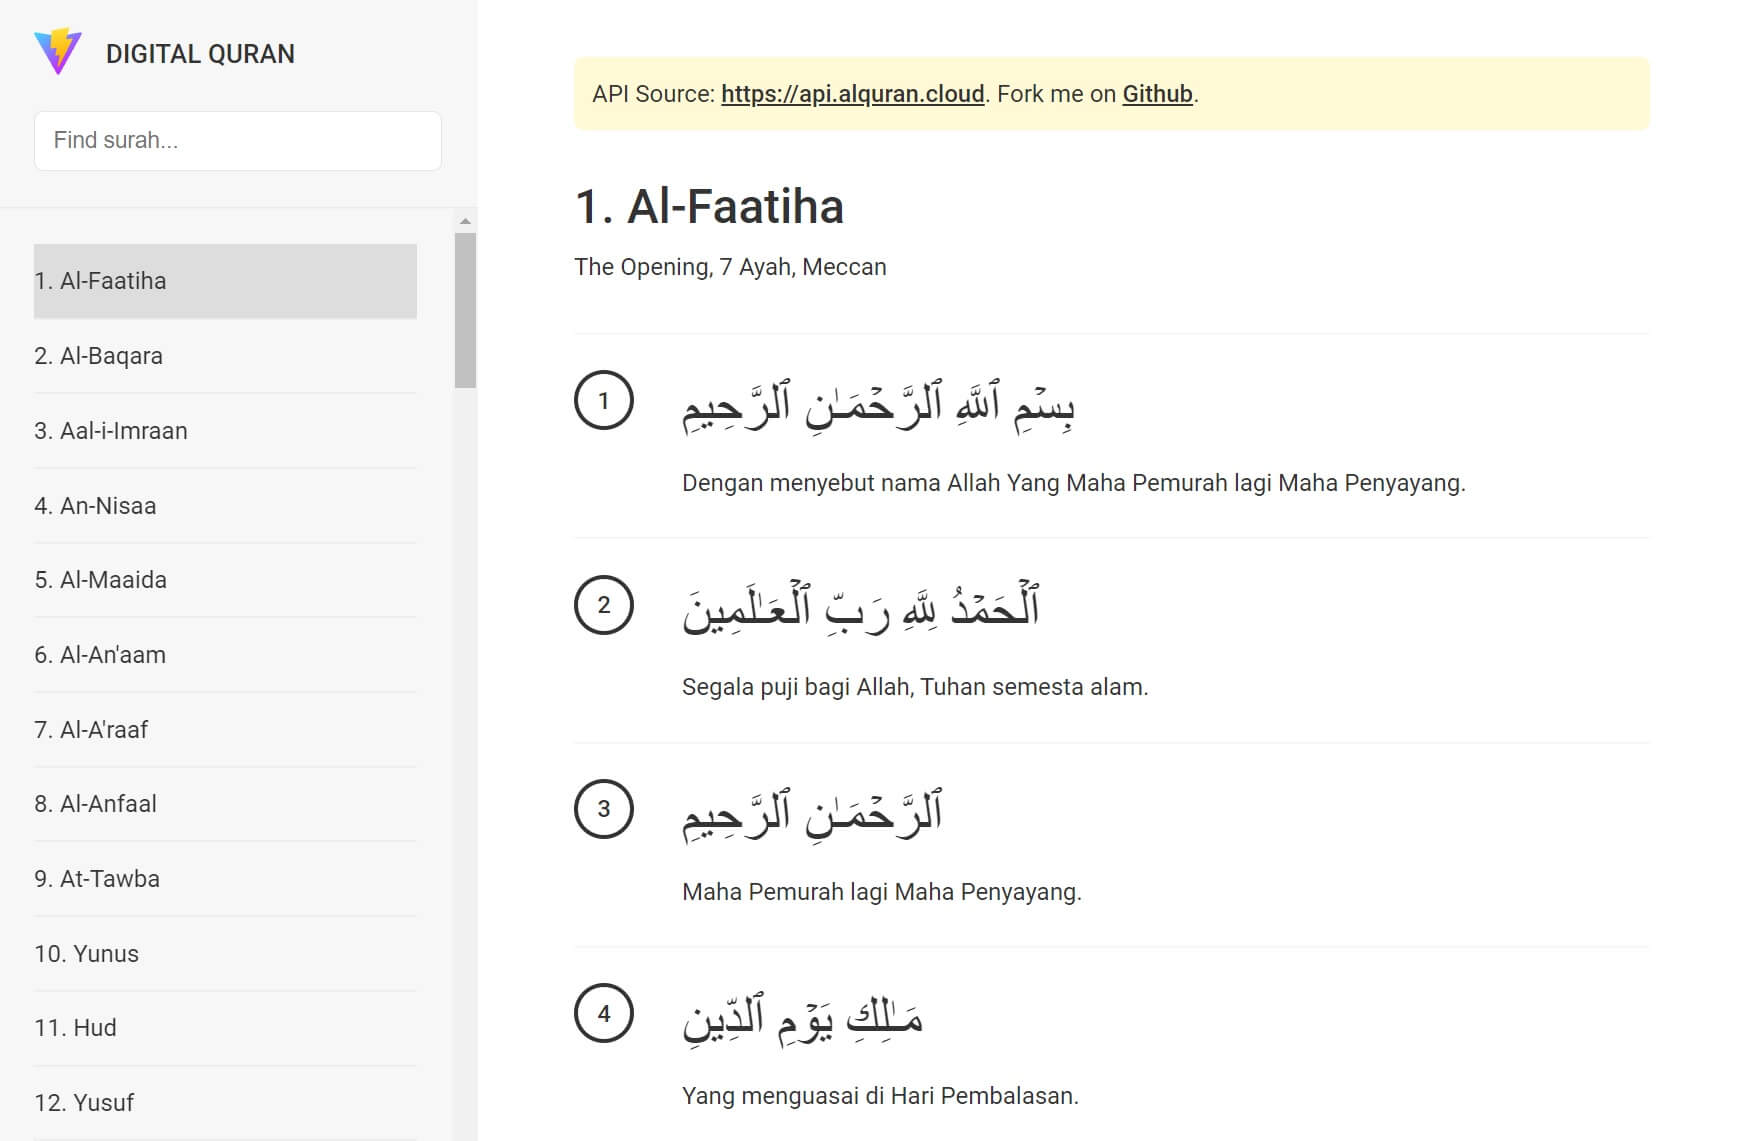 DIGITAL QURAN
Find surah...
1. Al-Faatiha
2. Al-Baqara
3. Aal-i-Imraan
4. An-Nisaa
5. Al-Maaida
6. Al-An'aam
7. Al-A'raaf
8. Al-Anfaal
9. At-Tawba
10. Yunus
11. Hud
12. Yusuf
API Source: https://api.alquran.cloud. Fork me on Github.
1. Al-Faatiha
The Opening, 7 Ayah, Meccan
1
بِسْمِ ٱللَّهِ ٱلرَّحْمَـٰنِ ٱلرَّحِيمِ
Dengan menyebut nama Allah Yang Maha Pemurah lagi Maha Penyayang.
2
ٱلْحَمْدُ لِلَّهِ رَبِّ ٱلْعَـٰلَمِينَ
Segala puji bagi Allah, Tuhan semesta alam.
3
ٱلرَّحْمَـٰنِ ٱلرَّحِيمِ
Maha Pemurah lagi Maha Penyayang.
4
مَـٰلِكِ يَوْمِ ٱلدِّينِ
Yang menguasai di Hari Pembalasan.